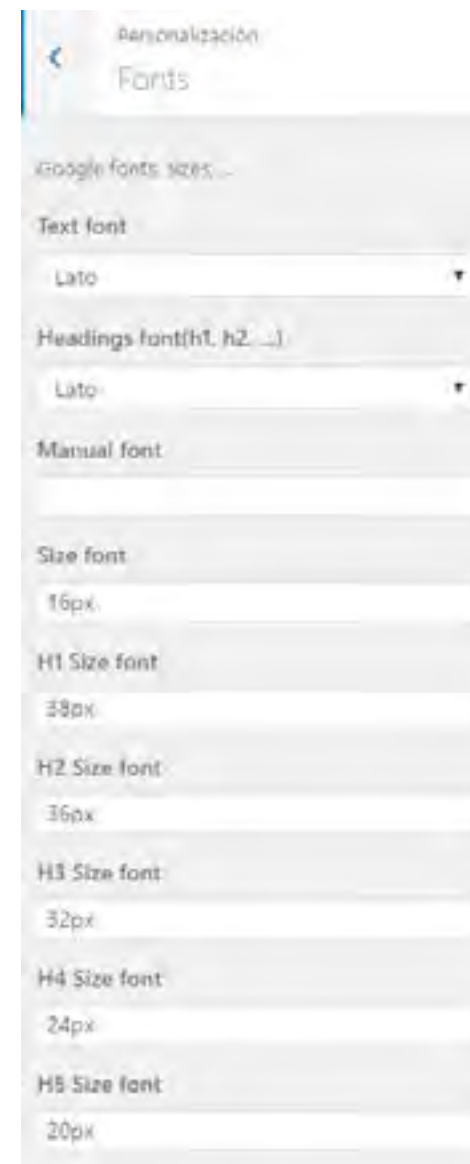 Personalización
Fonts
Google fonts, sizes, ...
Text font
Lato
Headings font(h1, h2, ...)
Lato
Manual font
Size font
16px
H1 Size font
38px
H2 Size font
36px
H3 Size font
32px
H4 Size font
24px
H5 Size font
20px